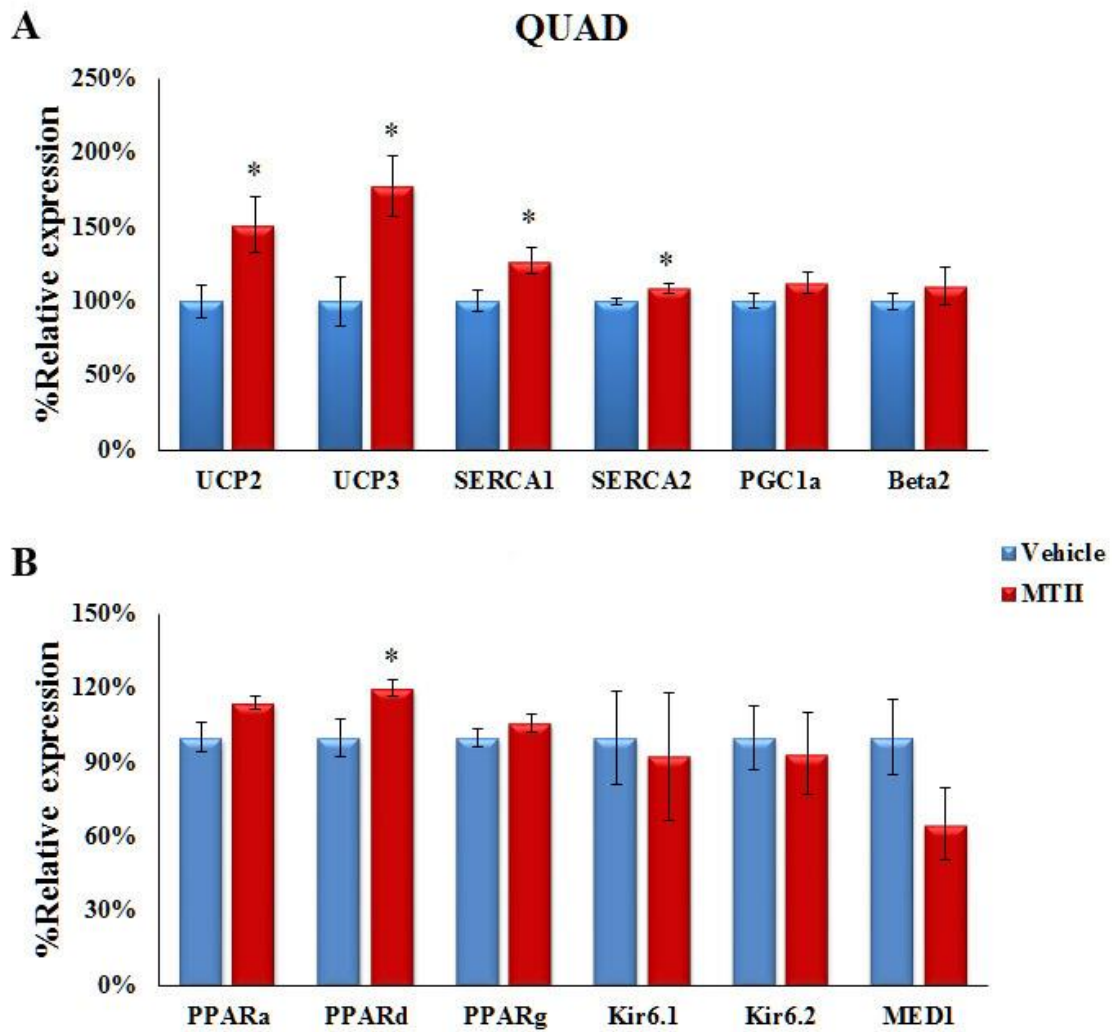 A
QUAD
%Relative expression
250%
200%
150%
100%
50%
0%
*
*
*
*
UCP2 UCP3 SERCA1 SERCA2 PGC1a Beta2
B
Vehicle
MTII
%Relative expression
150%
120%
90%
60%
30%
0%
*
PPARa PPARd PPARg Kir6.1 Kir6.2 MED1